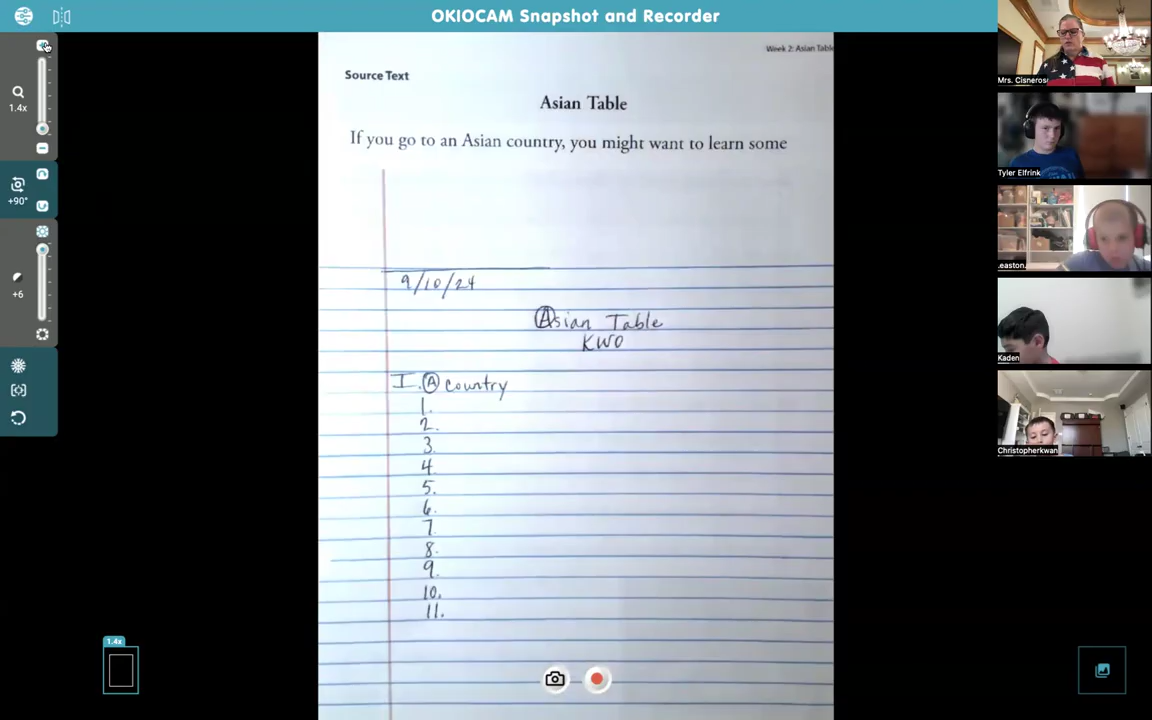 OKIOCAM Snapshot and Recorder
1.4x
+90°
+6
1.4x
Week 2: Asian Table
Source Text
Asian Table
If you go to an Asian country, you might want to learn some
9/10/24
Asian Table
KWO
I. A country
1.
2.
3.
4.
5.
6.
7.
8.
9.
10.
11.
Mrs. Cisneros
Tyler Elfrink
.easton.
Kaden
Christopherkwan